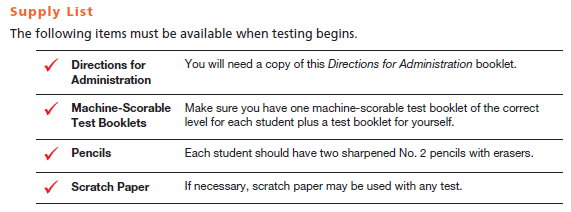 Supply List
The following items must be available when testing begins.
Directions for Administration You will need a copy of this Directions for Administration booklet.
Machine-Scorable Test Booklets Make sure you have one machine-scorable test booklet of the correct level for each student plus a test booklet for yourself.
Pencils Each student should have two sharpened No. 2 pencils with erasers.
Scratch Paper If necessary, scratch paper may be used with any test.